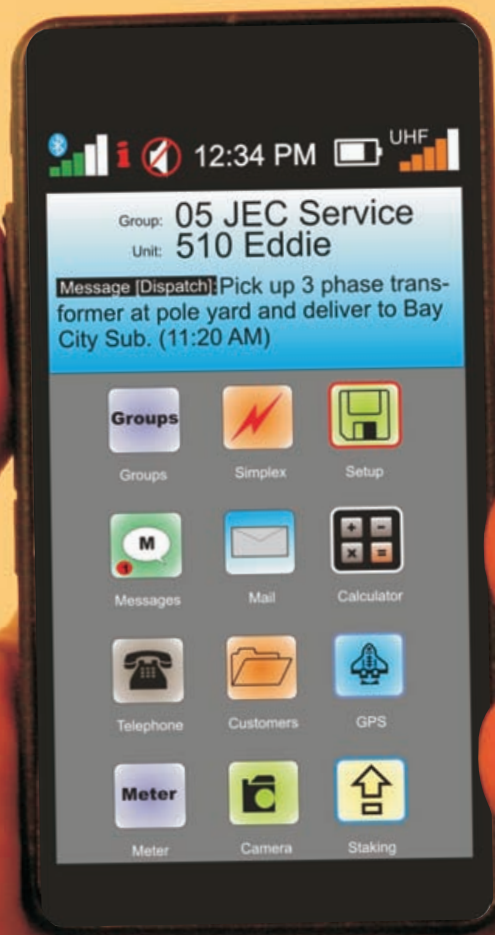 12:34 PM
UHF
Group: 05 JEC Service
Unit: 510 Eddie
Message [Dispatch]: Pick up 3 phase trans-
former at pole yard and deliver to Bay
City Sub. (11:20 AM)
Groups
Groups
Simplex
Setup
M
1
Messages
Mail
Calculator
+ -
x =
Telephone
Customers
GPS
Meter
Meter
Camera
Staking